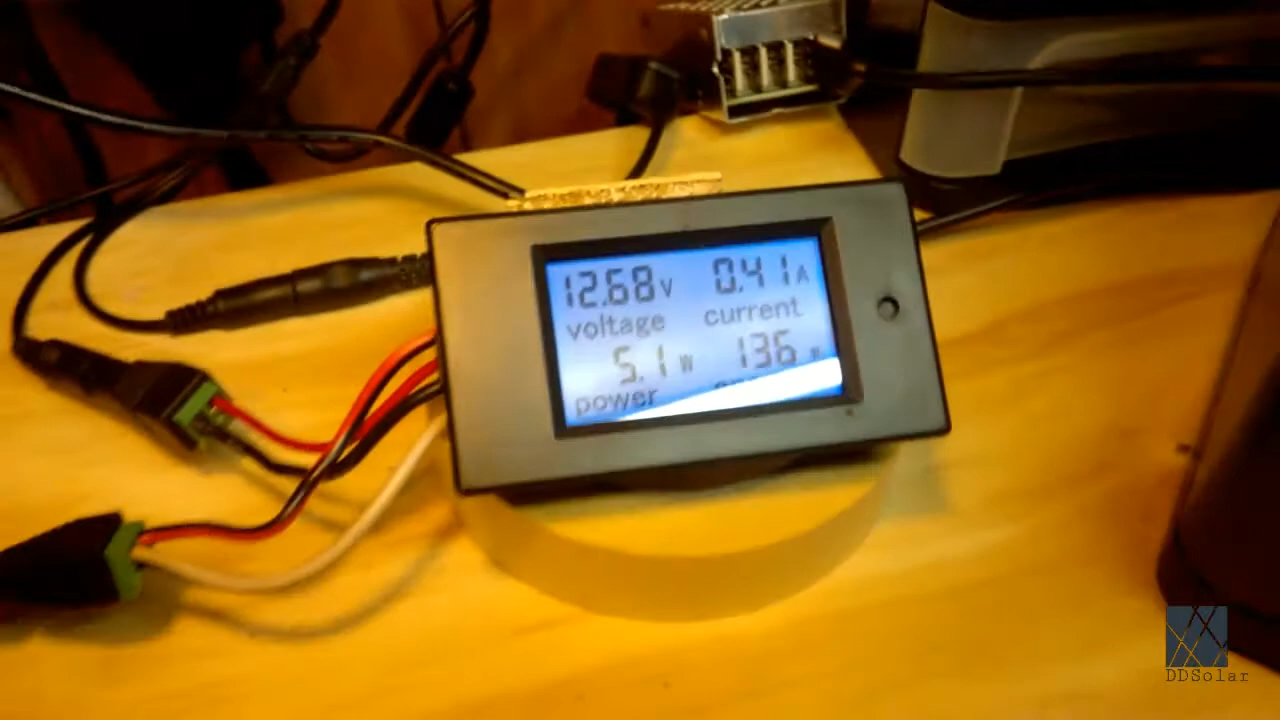 12.68V 0.41A
voltage current
5.1W 136
power
DDSolar